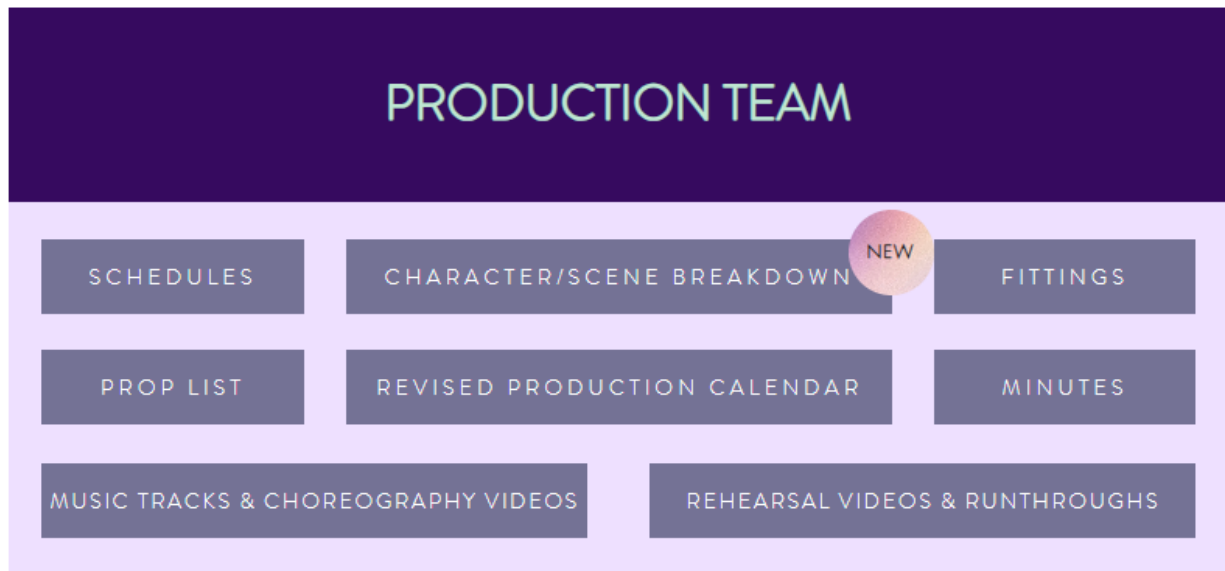 PRODUCTION TEAM
NEW
SCHEDULES
CHARACTER/SCENE BREAKDOWN
FITTINGS
PROP LIST
REVISED PRODUCTION CALENDAR
MINUTES
MUSIC TRACKS & CHOREOGRAPHY VIDEOS
REHEARSAL VIDEOS & RUNTHROUGHS